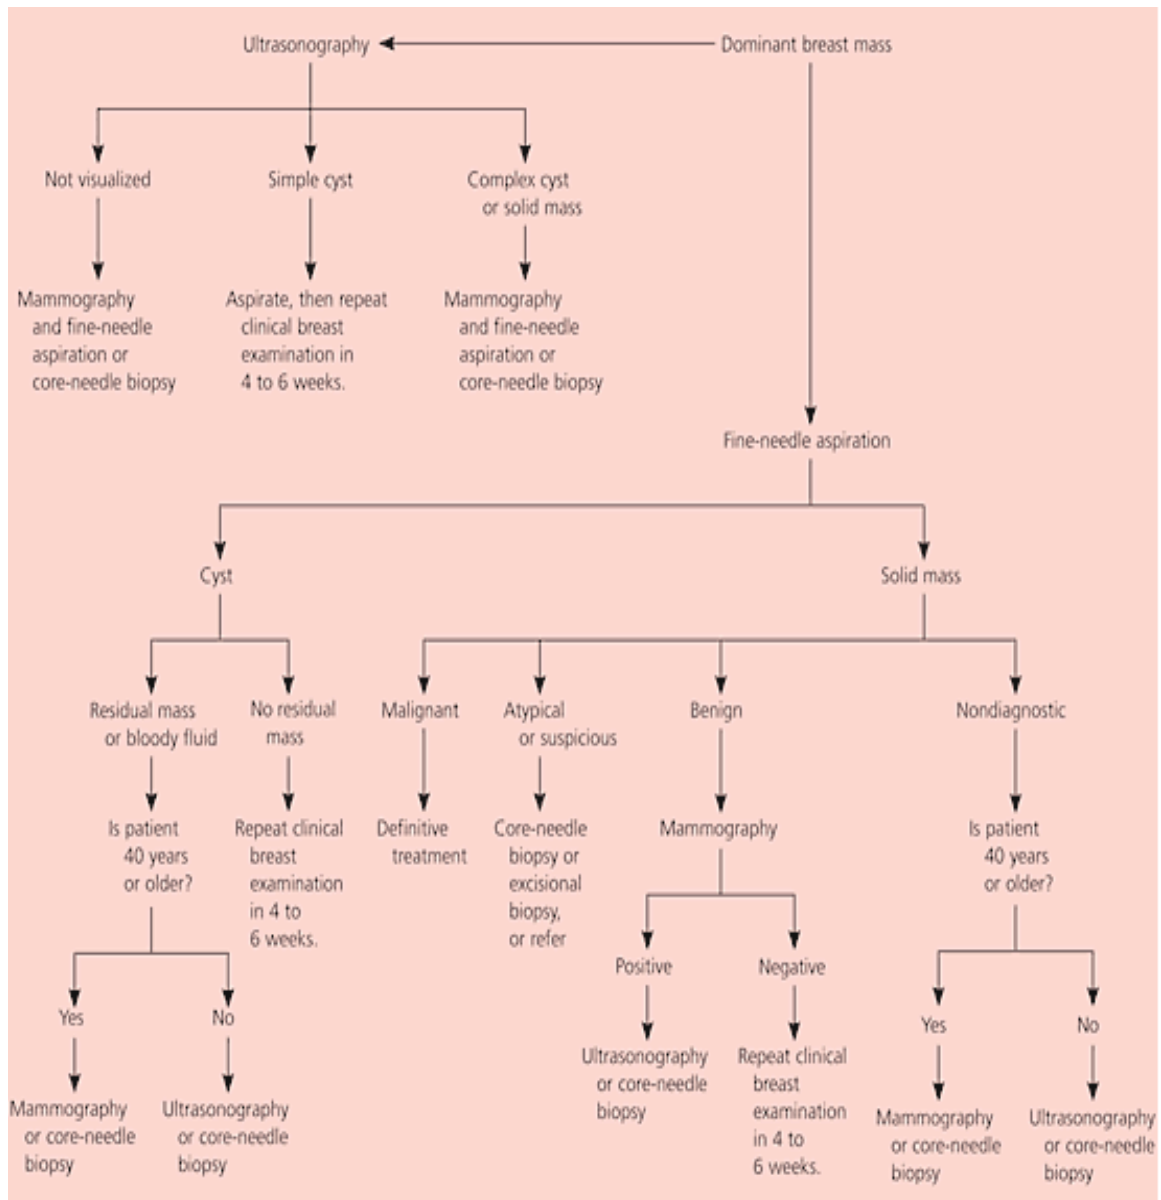 Ultrasonography
Dominant breast mass
Not visualized
Simple cyst
Complex cyst
or solid mass
Mammography
and fine-needle
aspiration or
core-needle biopsy
Aspirate, then repeat
clinical breast
examination in
4 to 6 weeks.
Mammography
and fine-needle
aspiration or
core-needle biopsy
Fine-needle aspiration
Cyst
Solid mass
Residual mass
or bloody fluid
No residual
mass
Malignant
Atypical
or suspicious
Benign
Nondiagnostic
Is patient
40 years
or older?
Repeat clinical
breast
examination
in 4 to
6 weeks.
Definitive
treatment
Core-needle
biopsy or
excisional
biopsy,
or refer
Mammography
Is patient
40 years
or older?
Positive
Negative
Yes
No
Yes
No
Mammography
or core-needle
biopsy
Ultrasonography
or core-needle
biopsy
Ultrasonography
or core-needle
biopsy
Repeat clinical
breast
examination
in 4 to
6 weeks.
Mammography
or core-needle
biopsy
Ultrasonography
or core-needle
biopsy